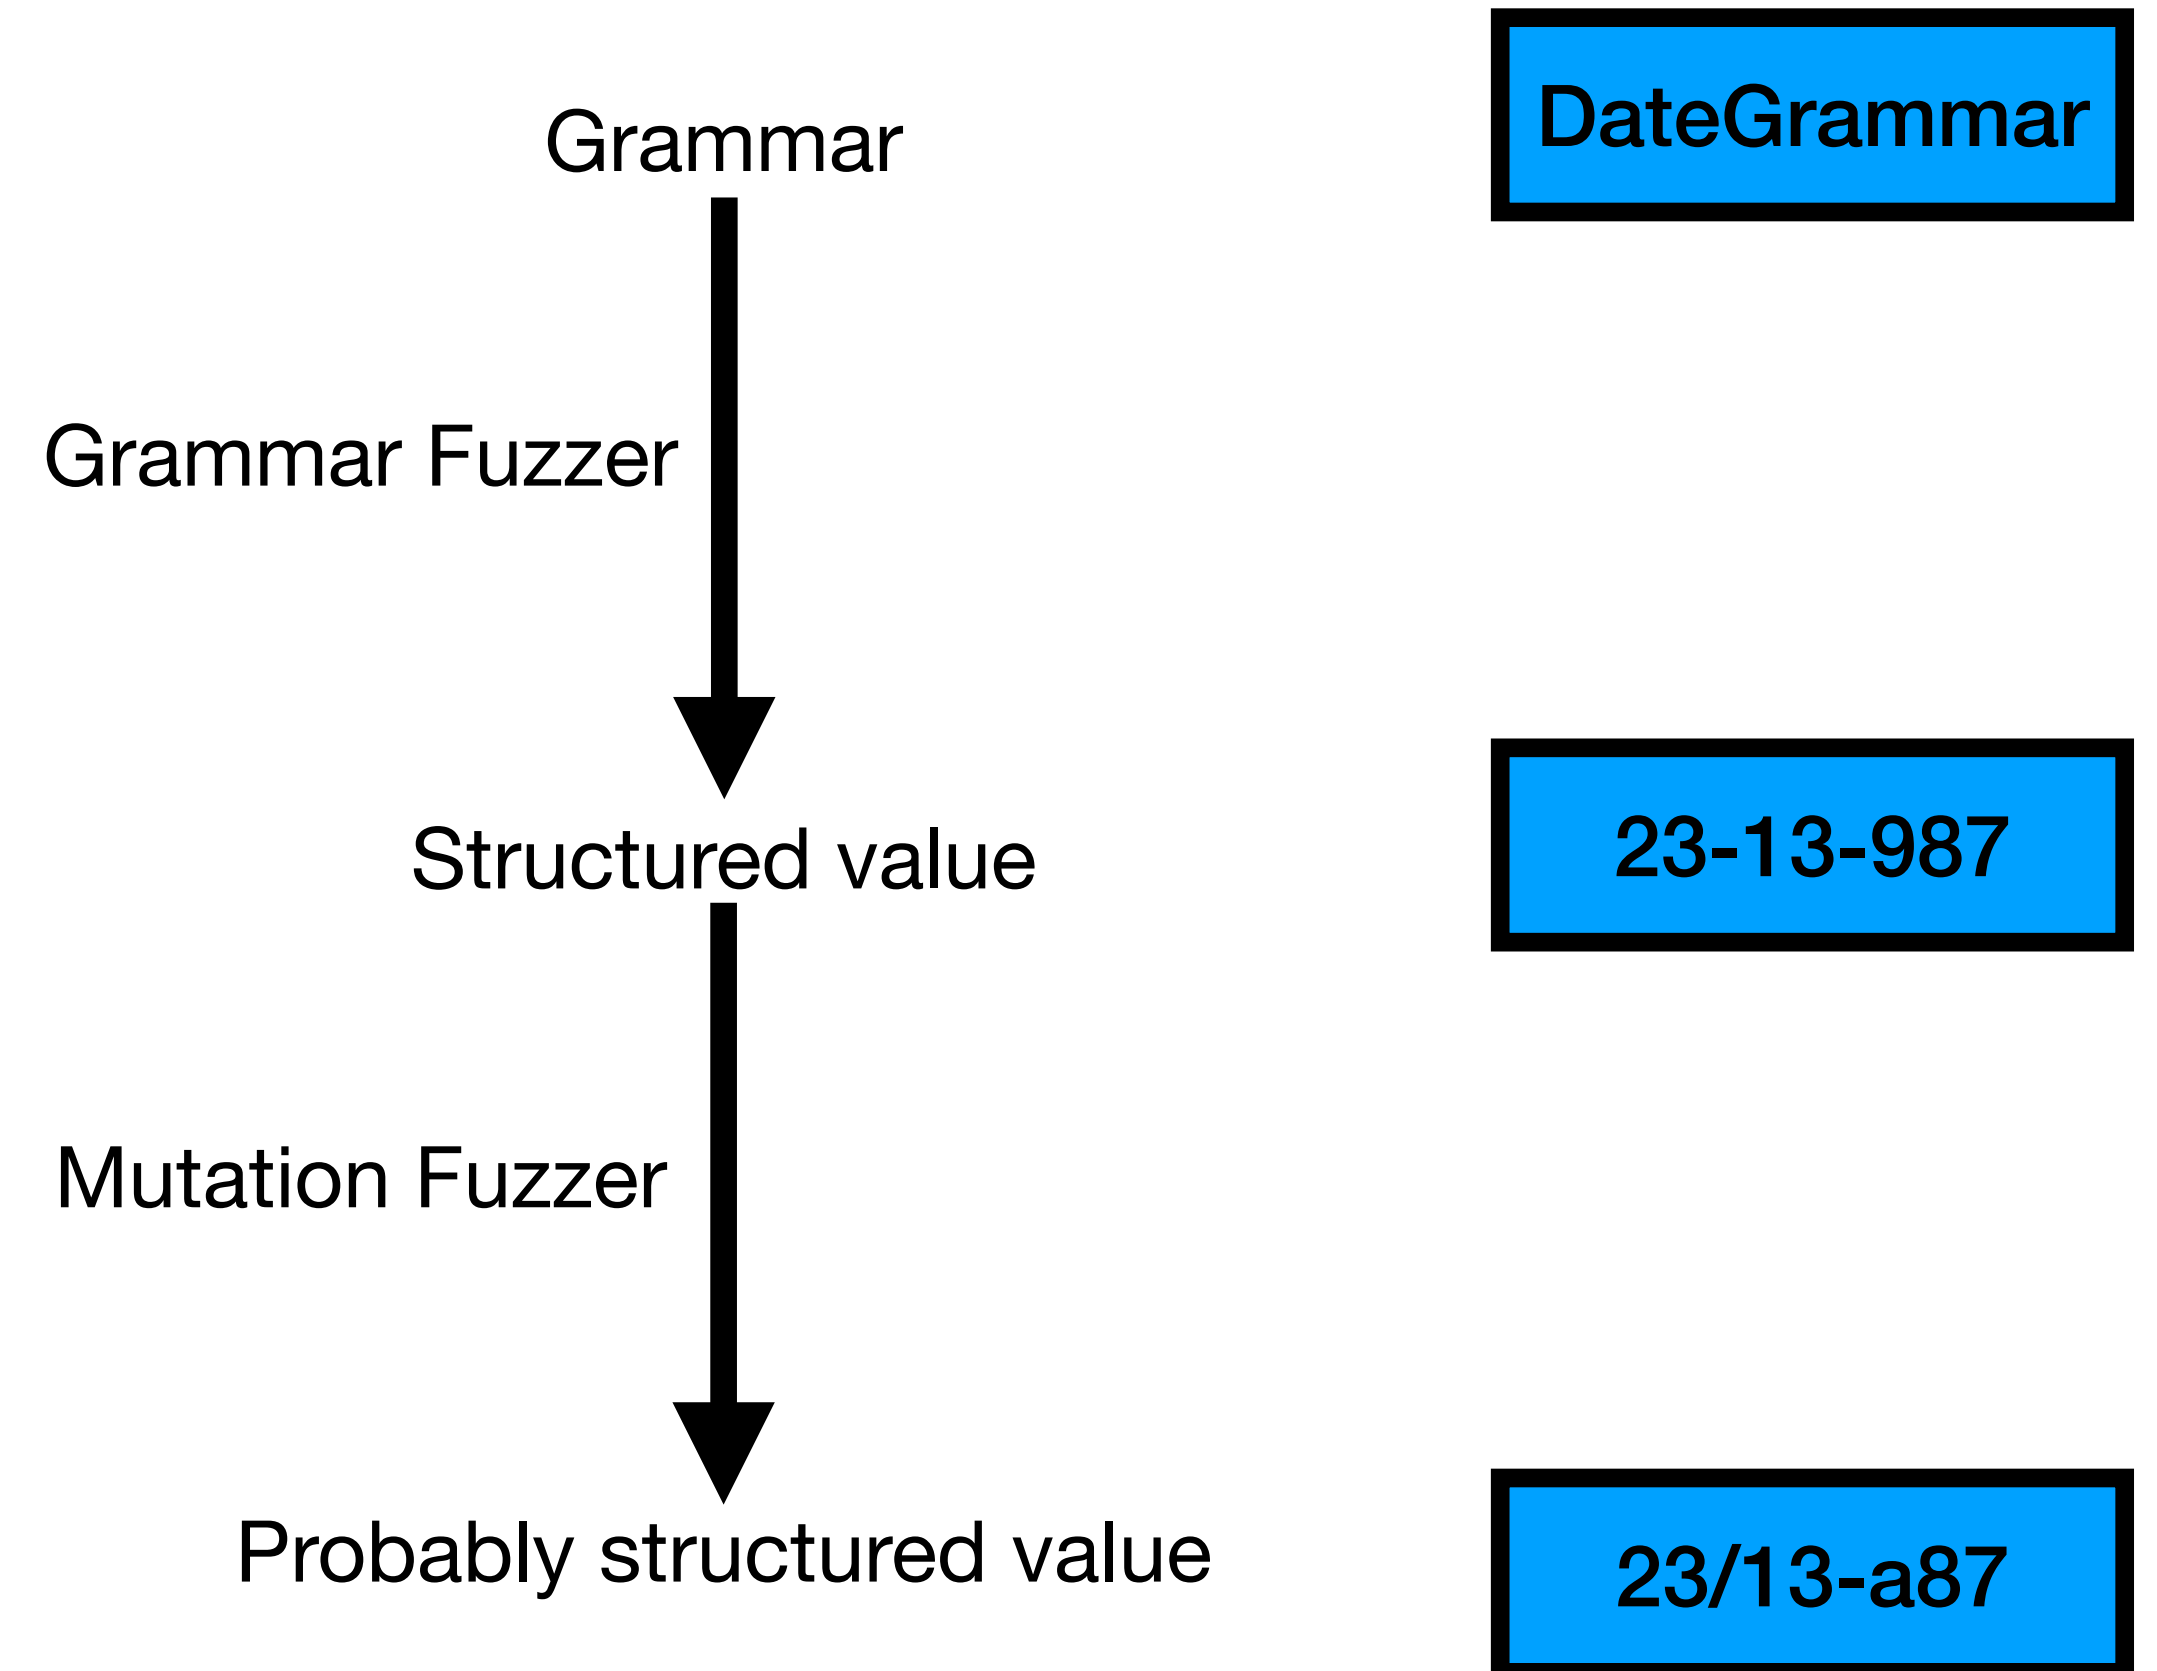 Grammar
DateGrammar
Grammar Fuzzer
Structured value
23-13-987
Mutation Fuzzer
Probably structured value
23/13-a87